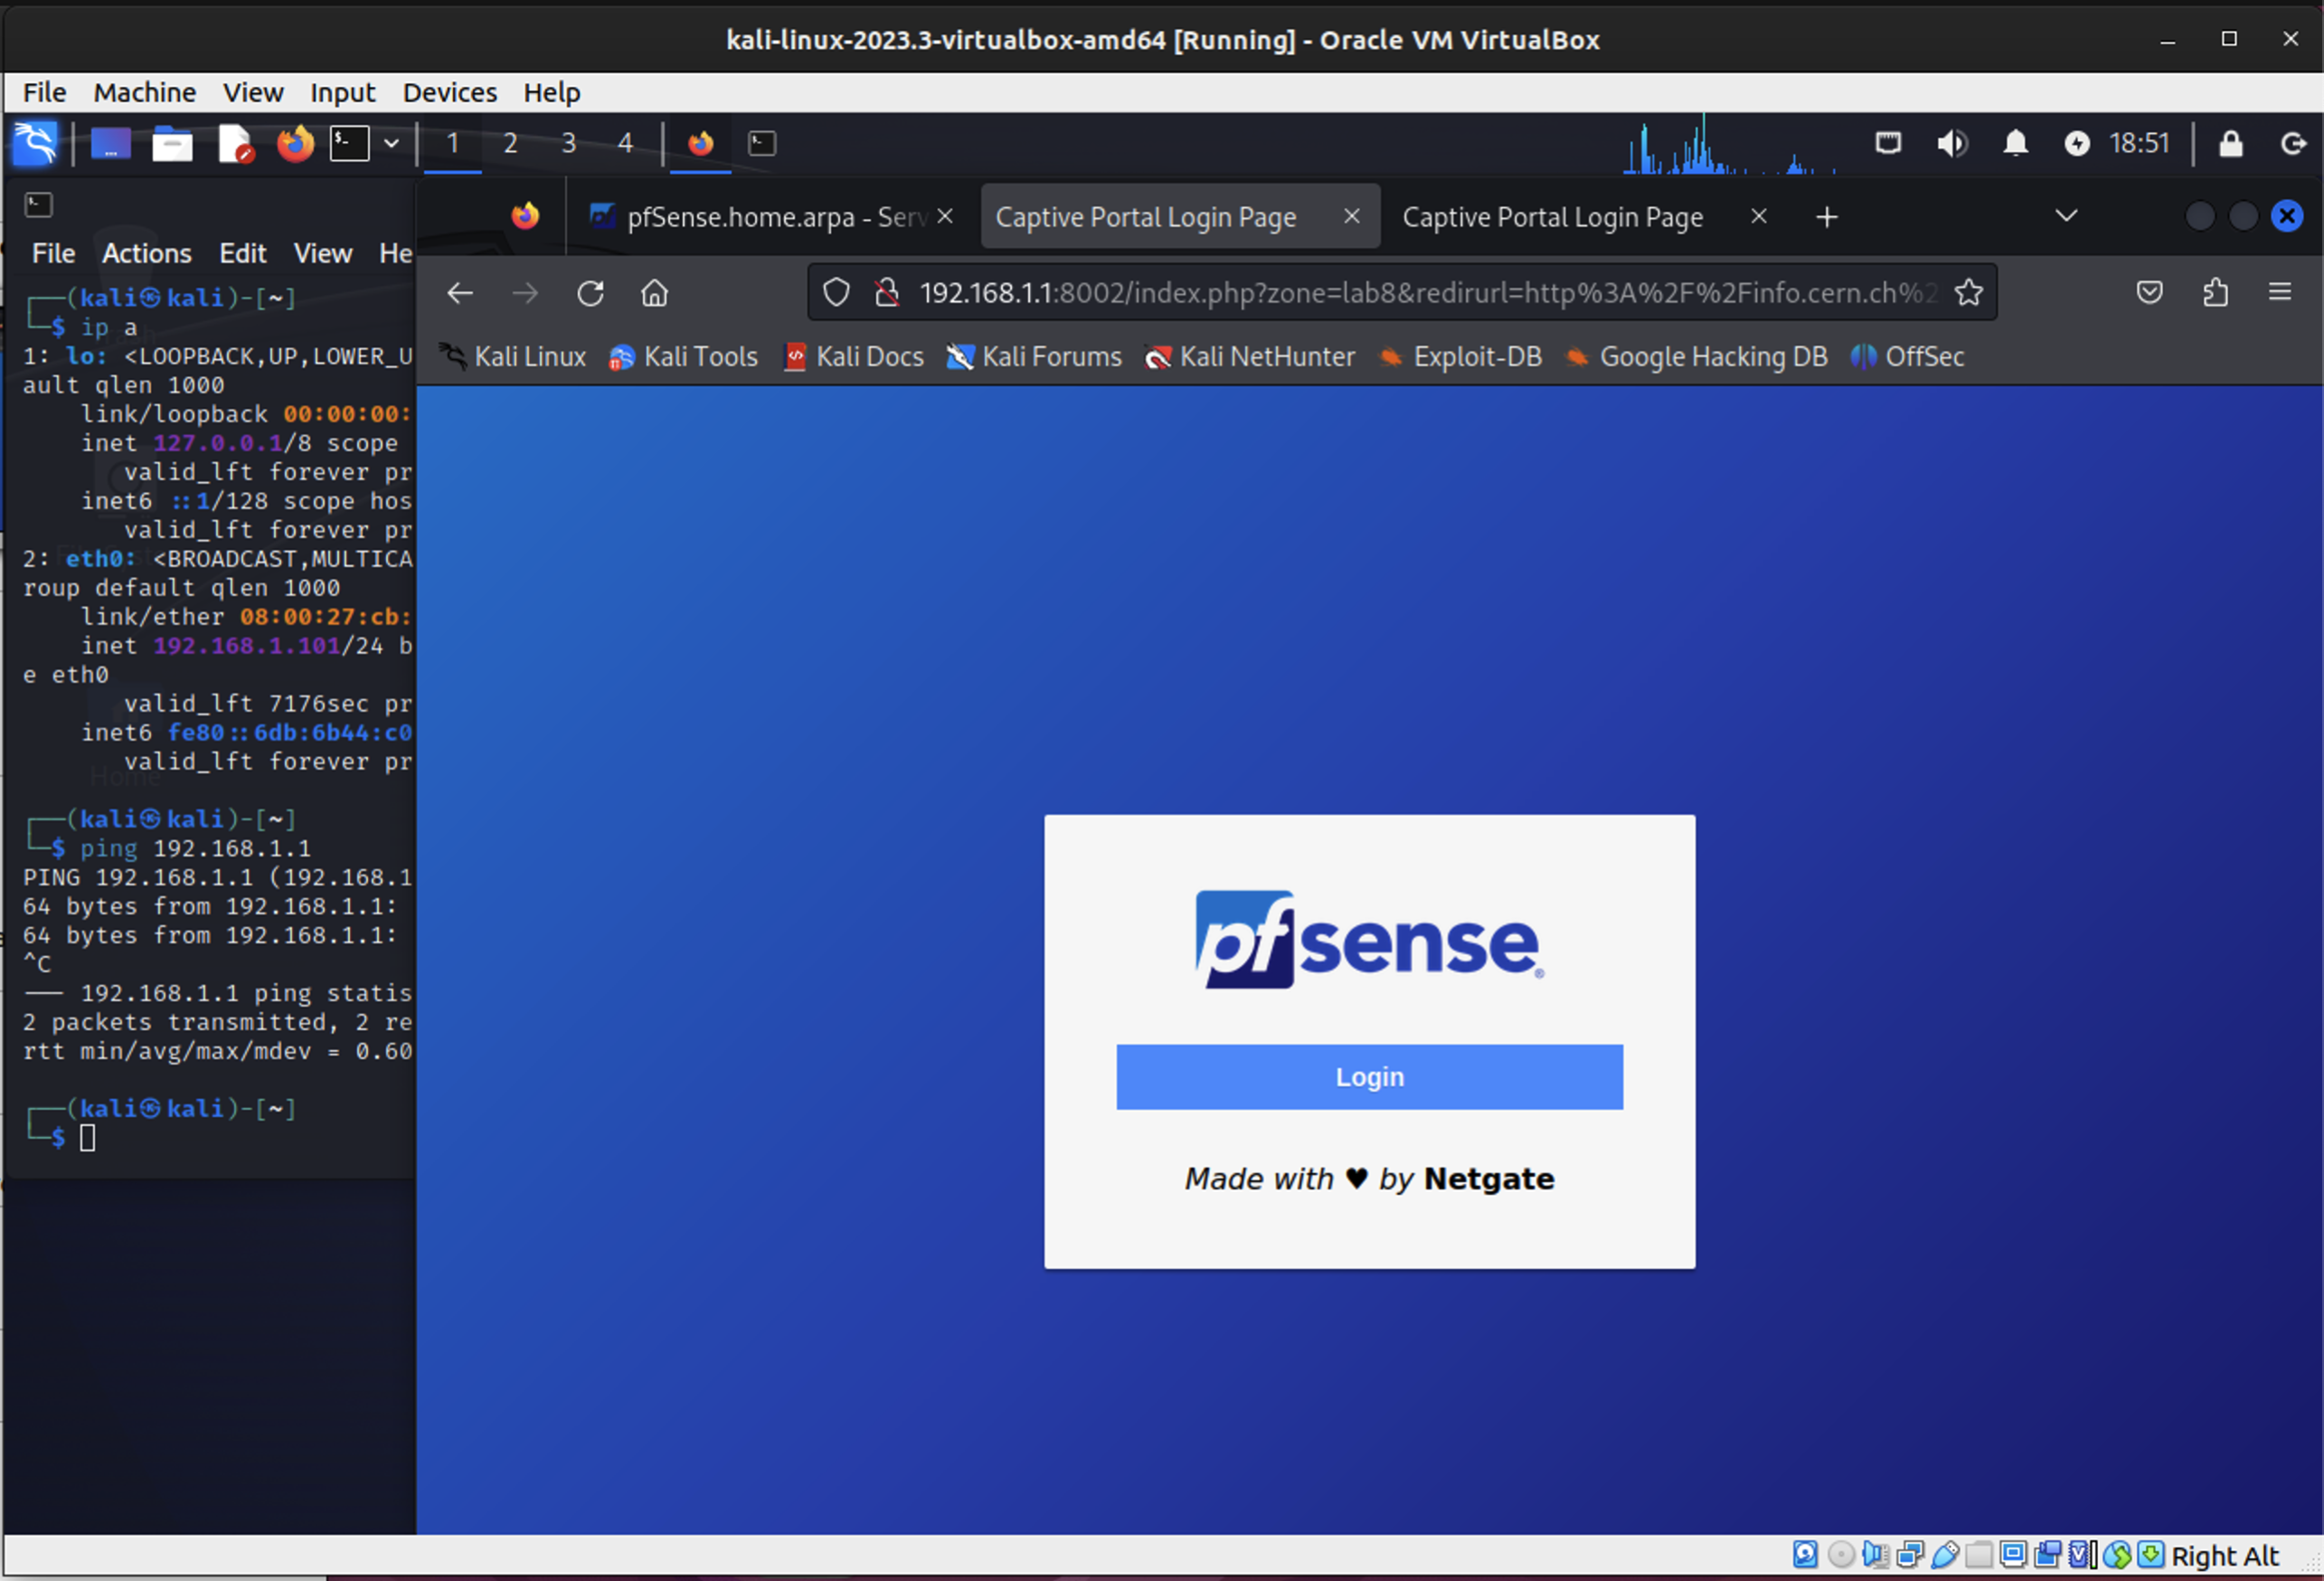 kali-linux-2023.3-virtualbox-amd64 [Running] - Oracle VM VirtualBox
File Machine View Input Devices Help
1 2 3 4 18:51
pfSense.home.arpa - Serv Captive Portal Login Page Captive Portal Login Page
File Actions Edit View He
192.168.1.1:8002/index.php?zone=lab8&redirurl=http%3A%2F%2Finfo.cern.ch%2
Kali Linux Kali Tools Kali Docs Kali Forums Kali NetHunter Exploit-DB Google Hacking DB OffSec
(kali㉿kali)-[~]
$ ip a
1: lo: <LOOPBACK,UP,LOWER_U
ault qlen 1000
link/loopback 00:00:00:
inet 127.0.0.1/8 scope
valid_lft forever pr
inet6 ::1/128 scope hos
valid_lft forever pr
2: eth0: <BROADCAST,MULTICA
roup default qlen 1000
link/ether 08:00:27:cb:
inet 192.168.1.101/24 b
e eth0
valid_lft 7176sec pr
inet6 fe80::6db:6b44:c0
valid_lft forever pr
Home
(kali㉿kali)-[~]
$ ping 192.168.1.1
PING 192.168.1.1 (192.168.1
64 bytes from 192.168.1.1:
64 bytes from 192.168.1.1:
^C
— 192.168.1.1 ping statis
2 packets transmitted, 2 re
rtt min/avg/max/mdev = 0.60
(kali㉿kali)-[~]
$
pfsense®
Login
Made with ♥ by Netgate
Right Alt